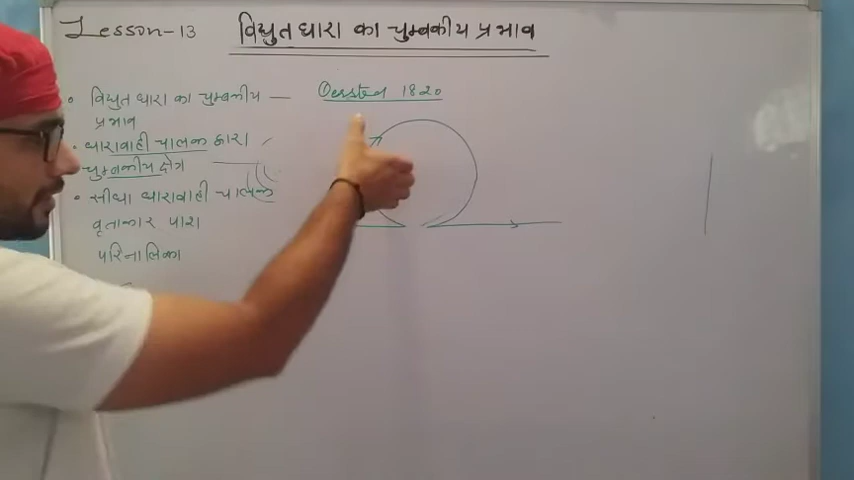 Lesson-13
विद्युत धारा का चुम्बकीय प्रभाव
• विद्युत धारा का चुम्बकीय —
प्रभाव
• धारावाही चालक द्वारा
चुम्बकीय क्षेत्र
• सीधा धारावाही चालक
वृताकार पाश
परिनालिका
Oersted 1820